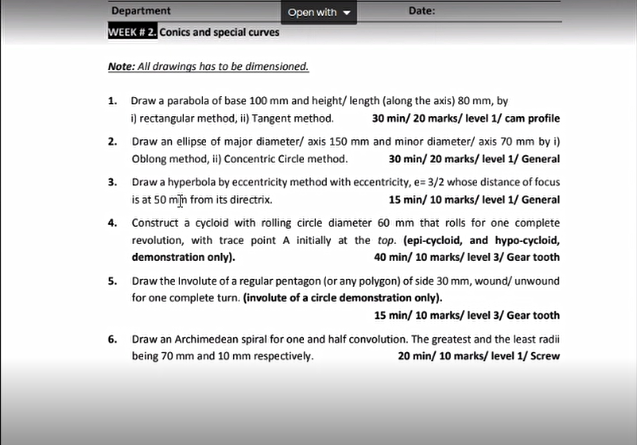 Department Open with Date:
WEEK # 2. Conics and special curves
Note: All drawings has to be dimensioned.
1. Draw a parabola of base 100 mm and height/ length (along the axis) 80 mm, by
i) rectangular method, ii) Tangent method. 30 min/ 20 marks/ level 1/ cam profile
2. Draw an ellipse of major diameter/ axis 150 mm and minor diameter/ axis 70 mm by i)
Oblong method, ii) Concentric Circle method. 30 min/ 20 marks/ level 1/ General
3. Draw a hyperbola by eccentricity method with eccentricity, e= 3/2 whose distance of focus
is at 50 mm from its directrix. 15 min/ 10 marks/ level 1/ General
4. Construct a cycloid with rolling circle diameter 60 mm that rolls for one complete
revolution, with trace point A initially at the top. (epi-cycloid, and hypo-cycloid,
demonstration only). 40 min/ 10 marks/ level 3/ Gear tooth
5. Draw the Involute of a regular pentagon (or any polygon) of side 30 mm, wound/ unwound
for one complete turn. (involute of a circle demonstration only).
15 min/ 10 marks/ level 3/ Gear tooth
6. Draw an Archimedean spiral for one and half convolution. The greatest and the least radii
being 70 mm and 10 mm respectively. 20 min/ 10 marks/ level 1/ Screw